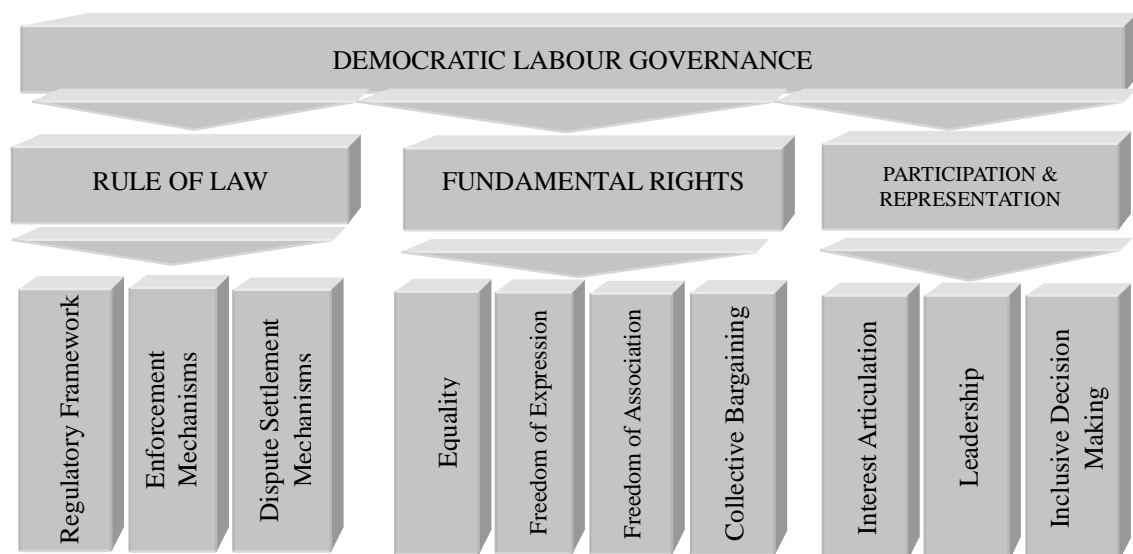 DEMOCRATIC LABOUR GOVERNANCE
RULE OF LAW
FUNDAMENTAL RIGHTS
PARTICIPATION &
REPRESENTATION
Regulatory Framework
Enforcement
Mechanisms
Dispute Settlement
Mechanisms
Equality
Freedom of Expression
Freedom of Association
Collective Bargaining
Interest Articulation
Leadership
Inclusive Decision
Making